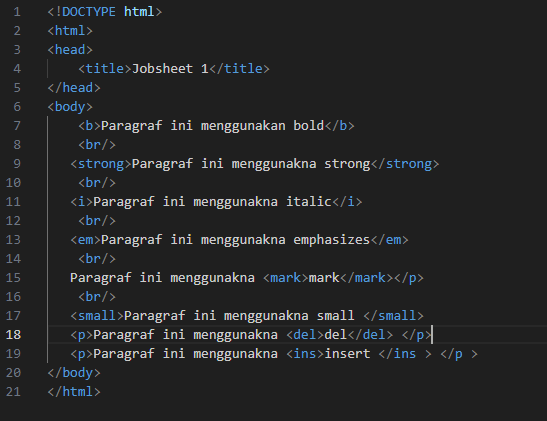 1 <!DOCTYPE html>
2 <html>
3 <head>
4 <title>Jobsheet 1</title>
5 </head>
6 <body>
7 <b>Paragraf ini menggunakan bold</b>
8 <br/>
9 <strong>Paragraf ini menggunakna strong</strong>
10 <br/>
11 <i>Paragraf ini menggunakna italic</i>
12 <br/>
13 <em>Paragraf ini menggunakna emphasizes</em>
14 <br/>
15 Paragraf ini menggunakna <mark>mark</mark></p>
16 <br/>
17 <small>Paragraf ini menggunakna small </small>
18 <p>Paragraf ini menggunakna <del>del</del> </p>
19 <p>Paragraf ini menggunakna <ins>insert </ins > </p >
20 </body>
21 </html>